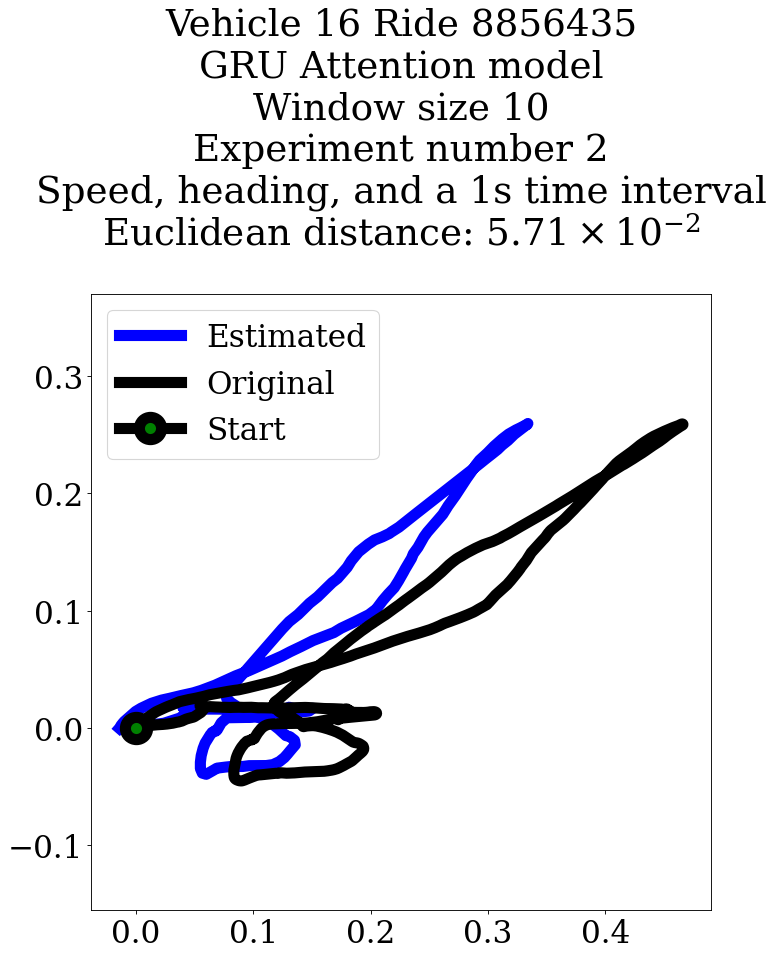 Vehicle 16 Ride 8856435
GRU Attention model
Window size 10
Experiment number 2
Speed, heading, and a 1s time interval
Euclidean distance: 5.71 × 10⁻²
Estimated
Original
Start
0.3
0.2
0.1
0.0
−0.1
0.0 0.1 0.2 0.3 0.4